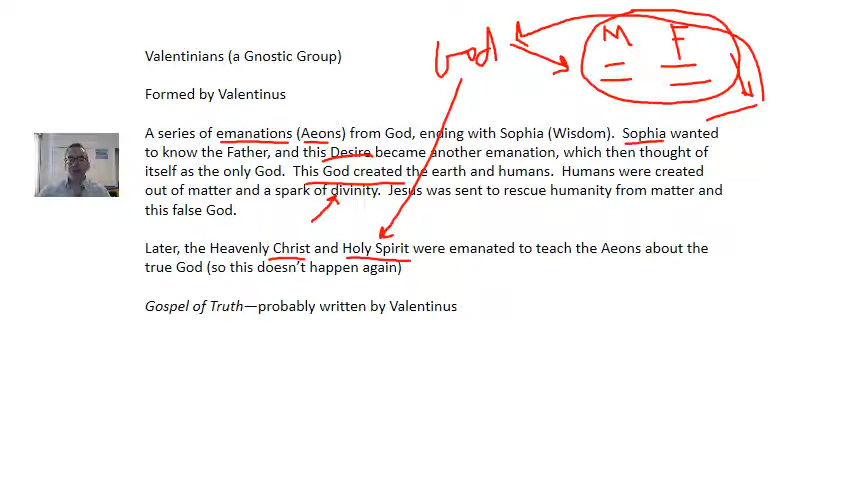 God
M F
Valentinians (a Gnostic Group)
Formed by Valentinus
A series of emanations (Aeons) from God, ending with Sophia (Wisdom). Sophia wanted
to know the Father, and this Desire became another emanation, which then thought of
itself as the only God. This God created the earth and humans. Humans were created
out of matter and a spark of divinity. Jesus was sent to rescue humanity from matter and
this false God.
Later, the Heavenly Christ and Holy Spirit were emanated to teach the Aeons about the
true God (so this doesn't happen again)
Gospel of Truth—probably written by Valentinus